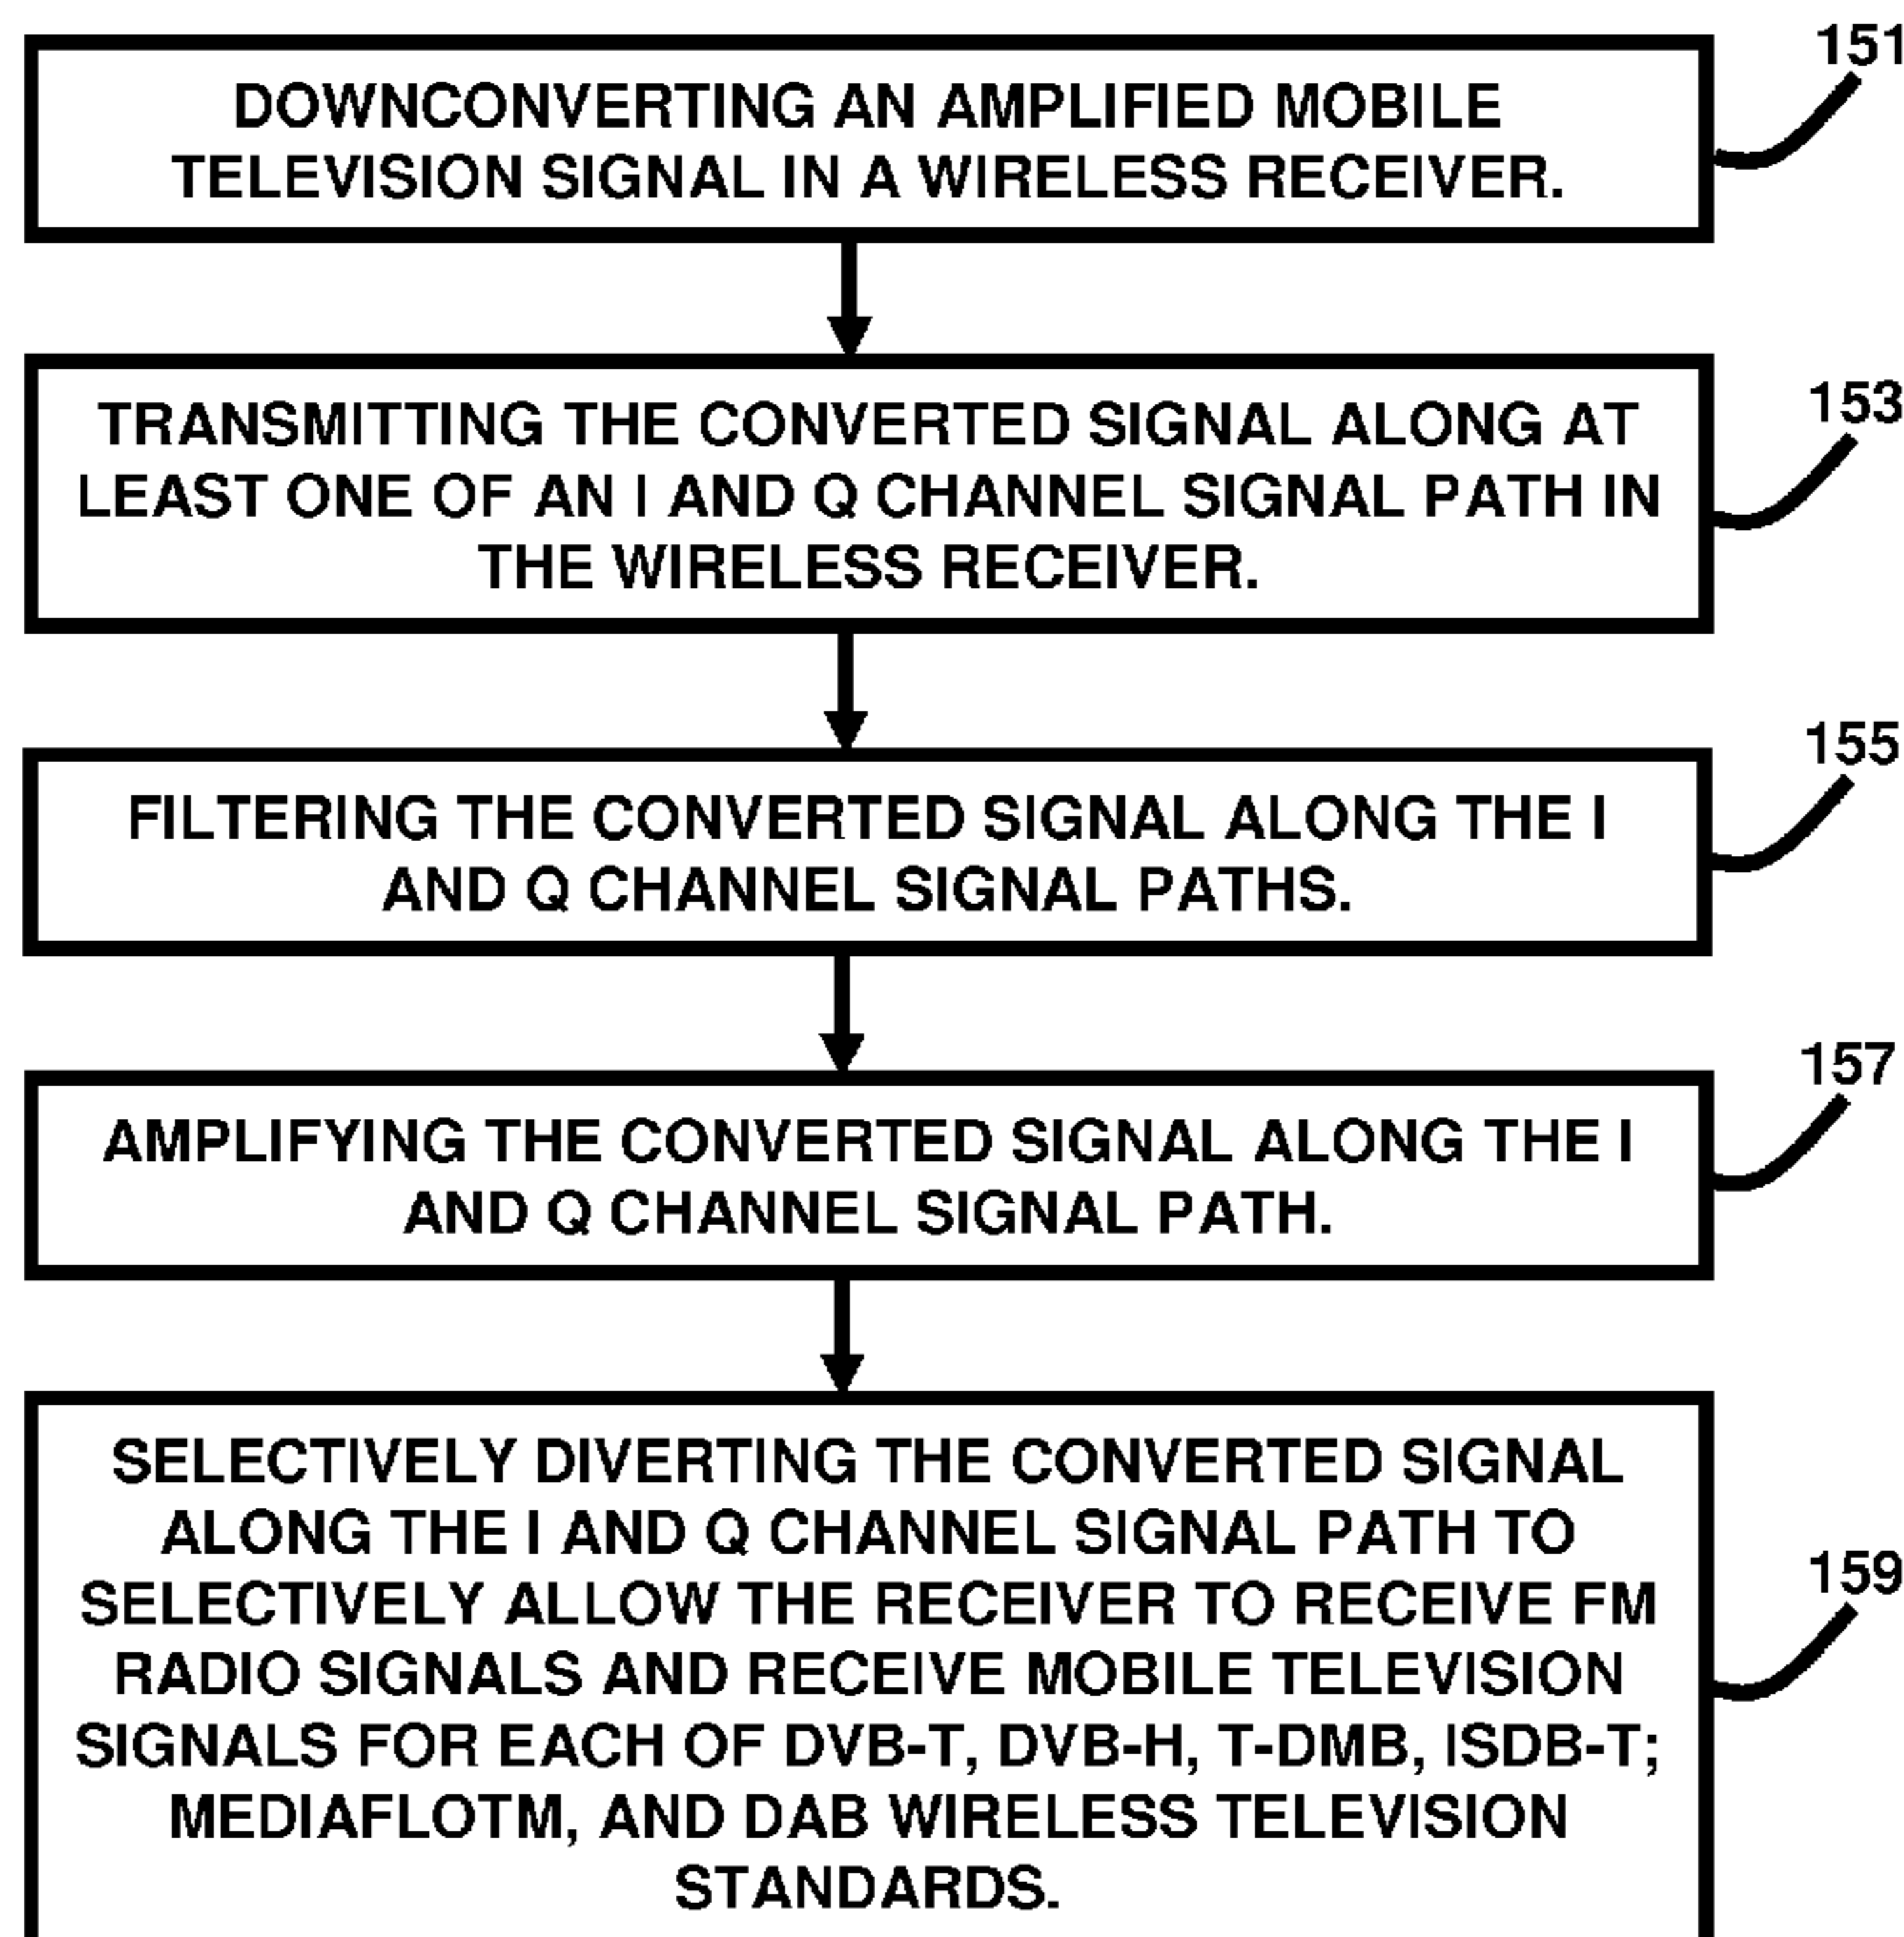 151
DOWNCONVERTING AN AMPLIFIED MOBILE
TELEVISION SIGNAL IN A WIRELESS RECEIVER.
153
TRANSMITTING THE CONVERTED SIGNAL ALONG AT
LEAST ONE OF AN I AND Q CHANNEL SIGNAL PATH IN
THE WIRELESS RECEIVER.
155
FILTERING THE CONVERTED SIGNAL ALONG THE I
AND Q CHANNEL SIGNAL PATHS.
157
AMPLIFYING THE CONVERTED SIGNAL ALONG THE I
AND Q CHANNEL SIGNAL PATH.
159
SELECTIVELY DIVERTING THE CONVERTED SIGNAL
ALONG THE I AND Q CHANNEL SIGNAL PATH TO
SELECTIVELY ALLOW THE RECEIVER TO RECEIVE FM
RADIO SIGNALS AND RECEIVE MOBILE TELEVISION
SIGNALS FOR EACH OF DVB-T, DVB-H, T-DMB, ISDB-T;
MEDIAFLOTM, AND DAB WIRELESS TELEVISION
STANDARDS.